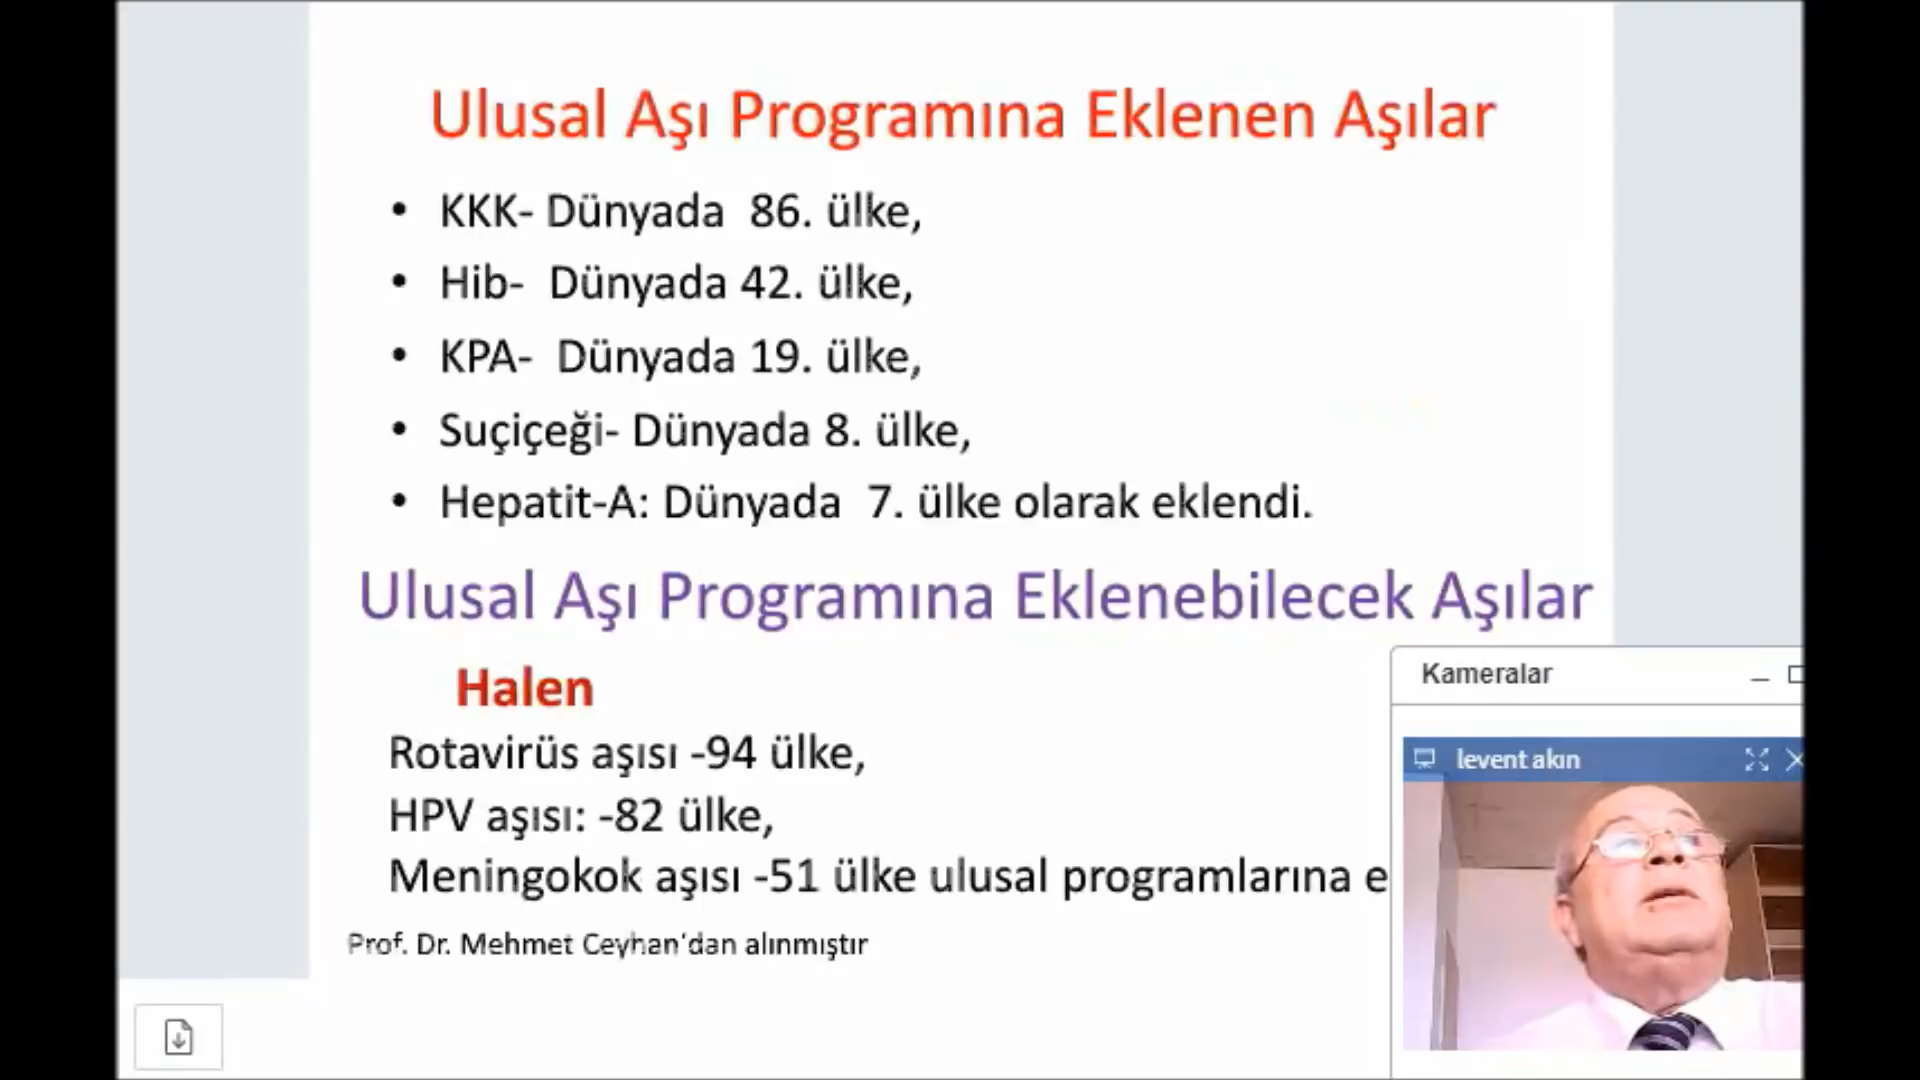 Ulusal Aşı Programına Eklenen Aşılar
• KKK- Dünyada 86. ülke,
• Hib- Dünyada 42. ülke,
• KPA- Dünyada 19. ülke,
• Suçiçeği- Dünyada 8. ülke,
• Hepatit-A: Dünyada 7. ülke olarak eklendi.
Ulusal Aşı Programına Eklenebilecek Aşılar
Halen
Rotavirüs aşısı -94 ülke,
HPV aşısı: -82 ülke,
Meningokok aşısı -51 ülke ulusal programlarına e
Prof. Dr. Mehmet Ceyhan'dan alınmıştır
Kameralar
levent akın